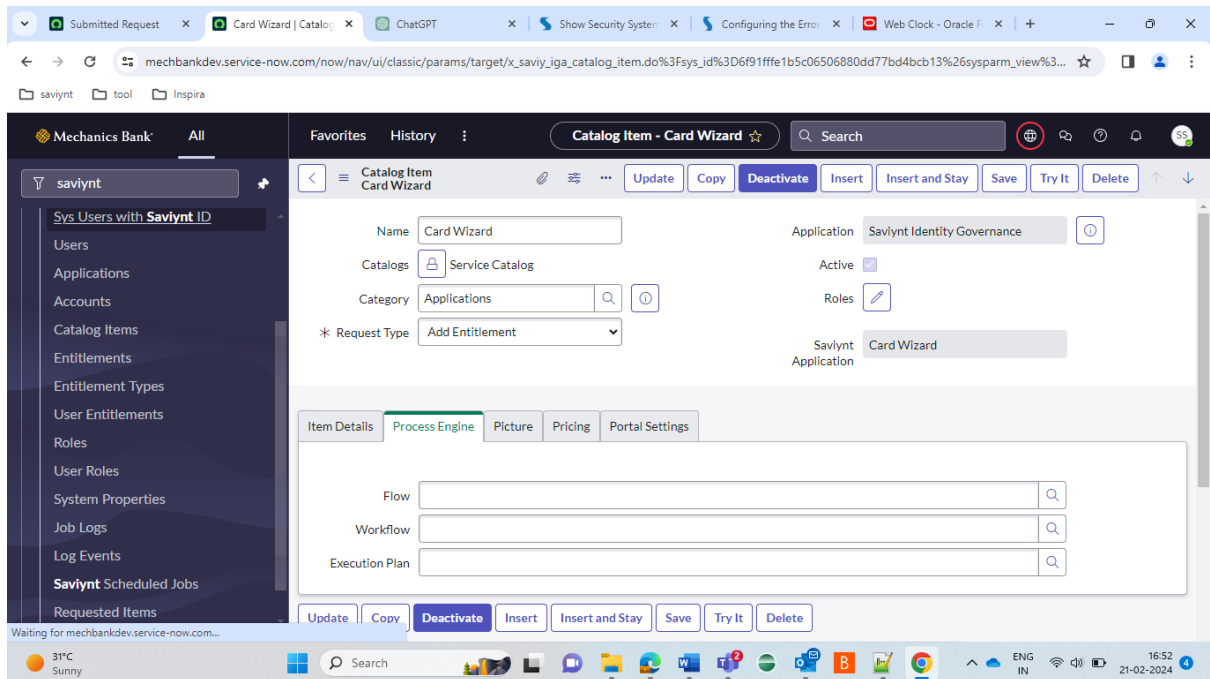 Submitted Request
Card Wizard | Catalog
ChatGPT
Show Security System
Configuring the Error
Web Clock - Oracle F
mechbankdev.service-now.com/now/nav/ui/classic/params/target/x_saviy_iga_catalog_item.do%3Fsys_id%3D6f91fffe1b5c06506880dd77bd4bcb13%26sysparm_view%3...
saviynt tool Inspira
Mechanics Bank All Favorites History Catalog Item - Card Wizard Search SS
saviynt
Catalog Item
Card Wizard
Update Copy Deactivate Insert Insert and Stay Save Try It Delete
Sys Users with Saviynt ID
Users
Applications
Accounts
Catalog Items
Entitlements
Entitlement Types
User Entitlements
Roles
User Roles
System Properties
Job Logs
Log Events
Saviynt Scheduled Jobs
Requested Items
Name Card Wizard
Application Saviynt Identity Governance
Catalogs Service Catalog
Active
Category Applications
Roles
Request Type Add Entitlement
Saviynt Application Card Wizard
Item Details Process Engine Picture Pricing Portal Settings
Flow
Workflow
Execution Plan
Update Copy Deactivate Insert Insert and Stay Save Try It Delete
Waiting for mechbankdev.service-now.com...
31°C
Sunny
Search
2
B
ENG
IN
16:52
21-02-2024
4